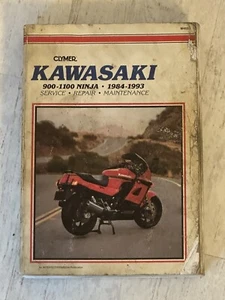 CLYMER
KAWASAKI
900-1100 NINJA • 1984-1993
SERVICE • REPAIR • MAINTENANCE